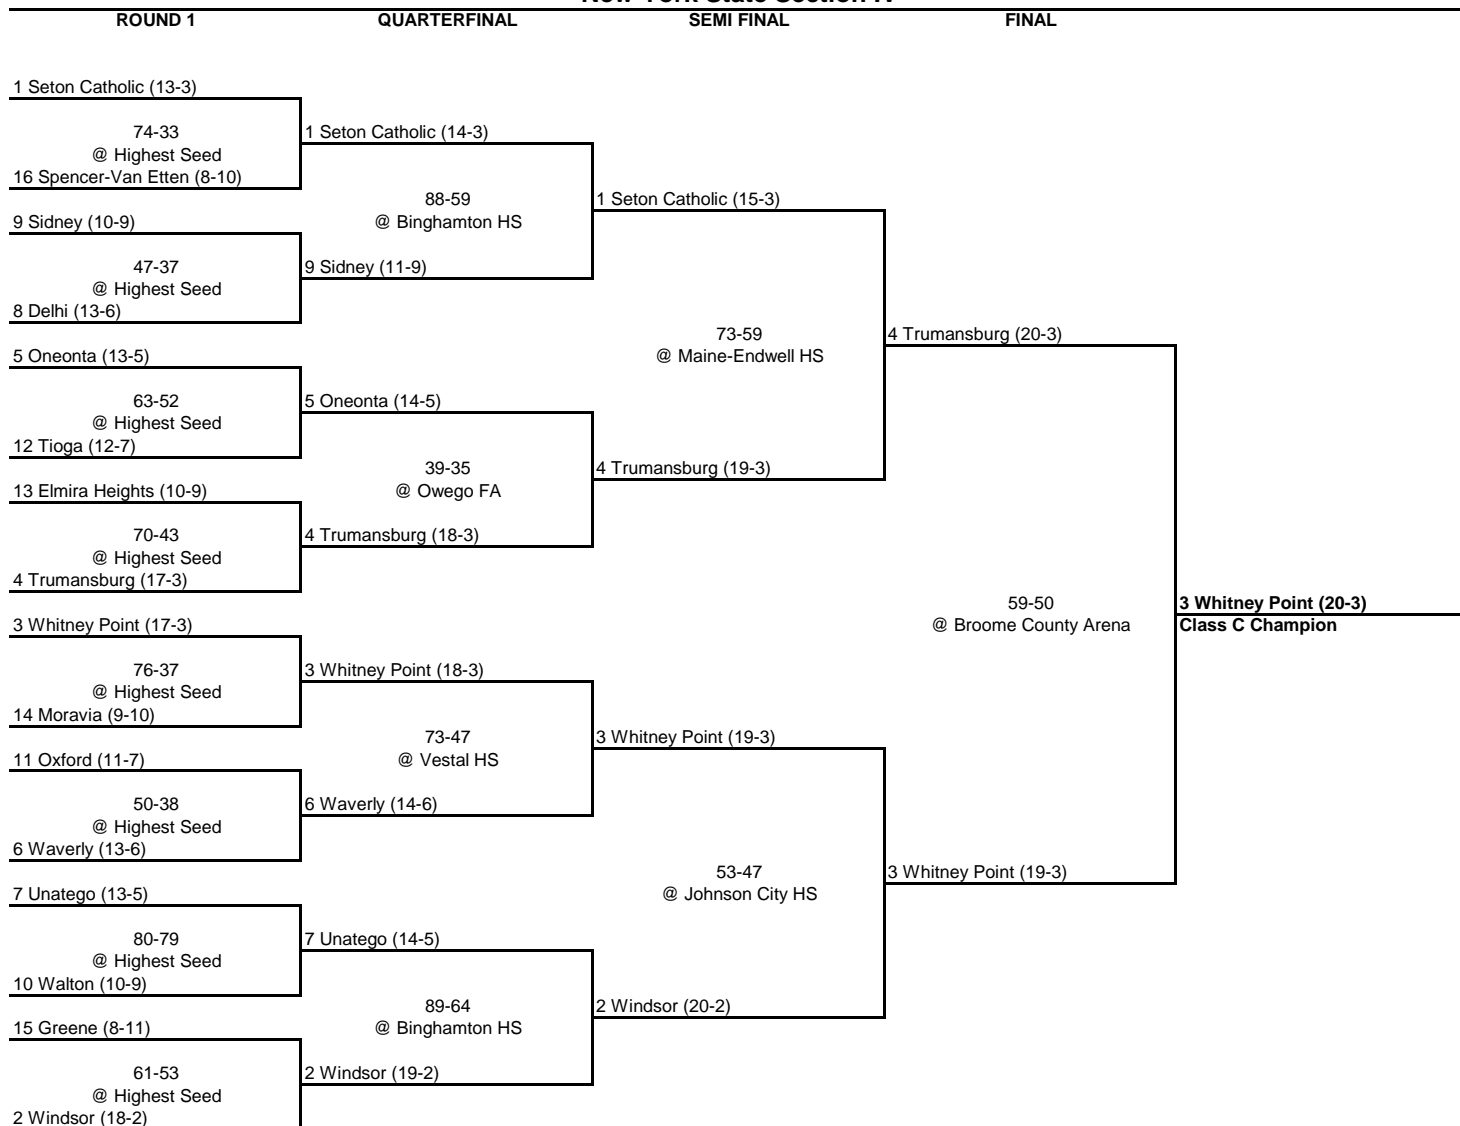 New York State Section IV
ROUND 1
QUARTERFINAL
SEMI FINAL
FINAL
1 Seton Catholic (13-3)
74-33
@ Highest Seed
16 Spencer-Van Etten (8-10)
1 Seton Catholic (14-3)
88-59
@ Binghamton HS
1 Seton Catholic (15-3)
9 Sidney (10-9)
47-37
@ Highest Seed
8 Delhi (13-6)
9 Sidney (11-9)
73-59
@ Maine-Endwell HS
4 Trumansburg (20-3)
5 Oneonta (13-5)
63-52
@ Highest Seed
12 Tioga (12-7)
5 Oneonta (14-5)
39-35
@ Owego FA
4 Trumansburg (19-3)
13 Elmira Heights (10-9)
70-43
@ Highest Seed
4 Trumansburg (17-3)
4 Trumansburg (18-3)
59-50
@ Broome County Arena
3 Whitney Point (20-3)
Class C Champion
3 Whitney Point (17-3)
76-37
@ Highest Seed
14 Moravia (9-10)
3 Whitney Point (18-3)
73-47
@ Vestal HS
3 Whitney Point (19-3)
11 Oxford (11-7)
50-38
@ Highest Seed
6 Waverly (13-6)
6 Waverly (14-6)
53-47
@ Johnson City HS
3 Whitney Point (19-3)
7 Unatego (13-5)
80-79
@ Highest Seed
10 Walton (10-9)
7 Unatego (14-5)
89-64
@ Binghamton HS
2 Windsor (20-2)
15 Greene (8-11)
61-53
@ Highest Seed
2 Windsor (18-2)
2 Windsor (19-2)